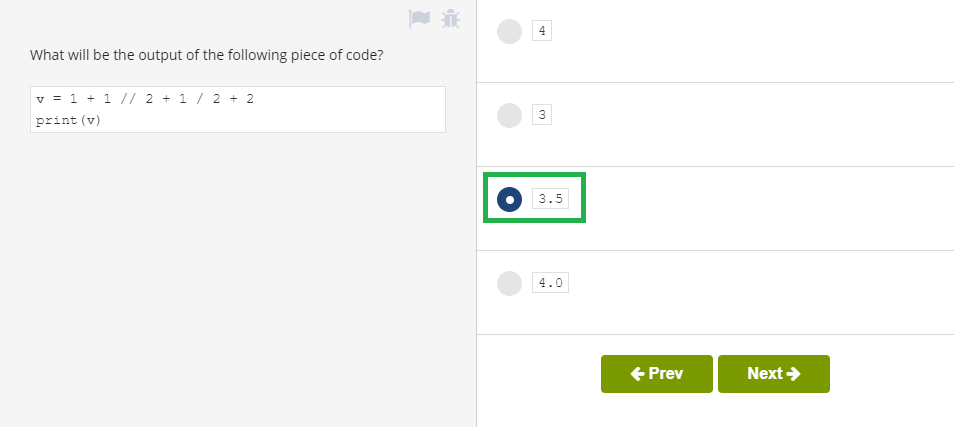 What will be the output of the following piece of code?
v = 1 + 1 // 2 + 1 / 2 + 2
print(v)
4
3
3.5
4.0
Prev
Next